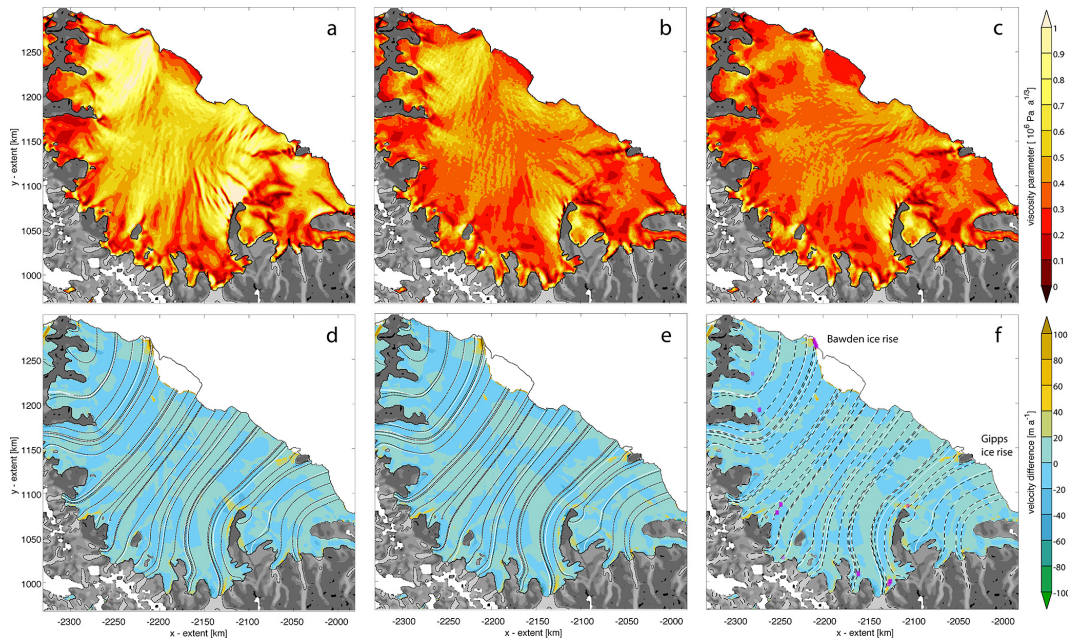 a
b
c
1250
1200
1150
1100
1050
1000
y - extent [km]
1
0.9
0.8
0.7
0.6
0.5
0.4
0.3
0.2
0.1
0
viscosity parameter [ 10⁶ Pa a^1/3 ]
d
e
f
Bawden ice rise
Gipps
ice rise
1250
1200
1150
1100
1050
1000
y - extent [km]
100
80
60
40
20
0
-20
-40
-60
-80
-100
velocity difference [m a⁻¹]
-2300 -2250 -2200 -2150 -2100 -2050 -2000
-2300 -2250 -2200 -2150 -2100 -2050 -2000
-2300 -2250 -2200 -2150 -2100 -2050 -2000
x - extent [km]
x - extent [km]
x - extent [km]